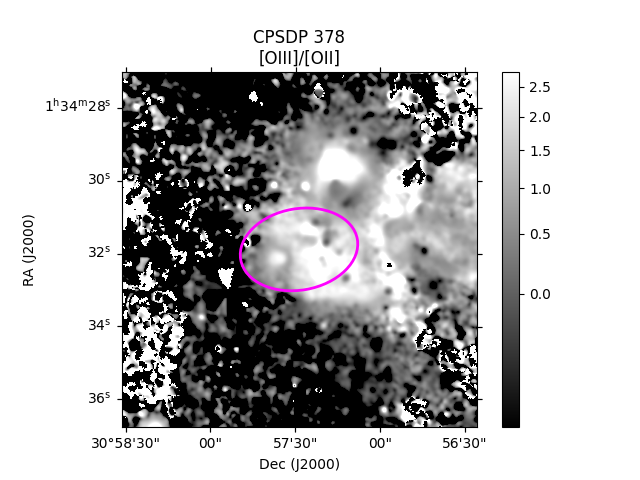 CPSDP 378
[OIII]/[OII]
1h34m28s
30s
32s
34s
36s
RA (J2000)
30°58'30"
00"
57'30"
00"
56'30"
Dec (J2000)
2.5
2.0
1.5
1.0
0.5
0.0